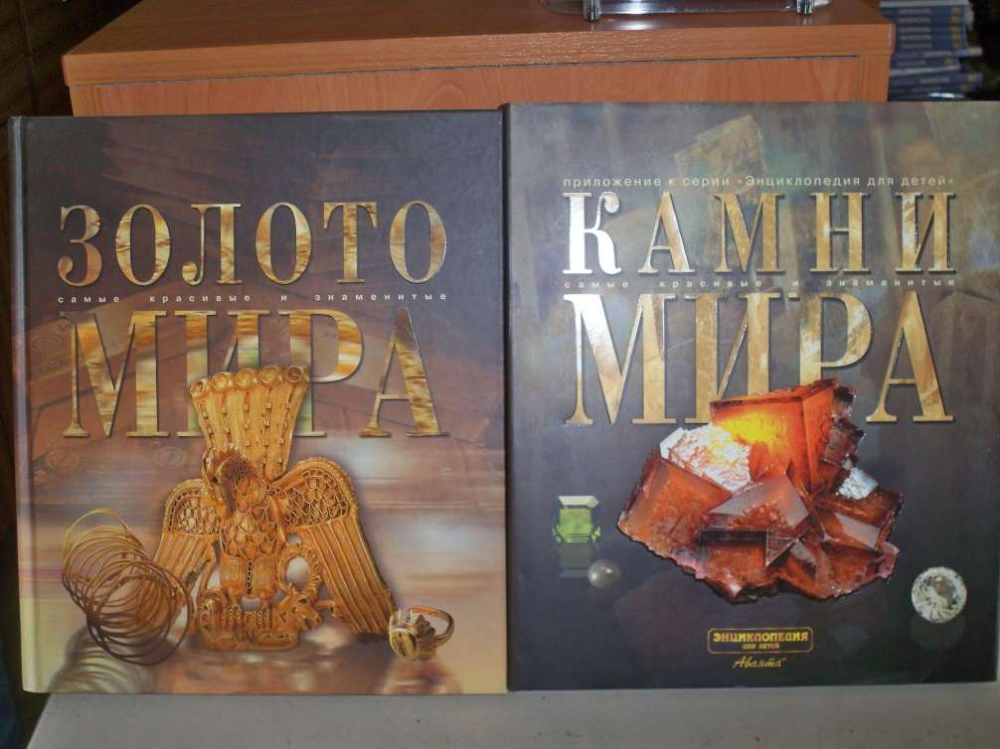 ЗОЛОТО
самые красивые и знаменитые
МИРА
приложение к серии «Энциклопедия для детей»
КАМНИ
самые красивые и знаменитые
МИРА
ЭНЦИКЛОПЕДИЯ
ДЛЯ ДЕТЕЙ
Аванта+